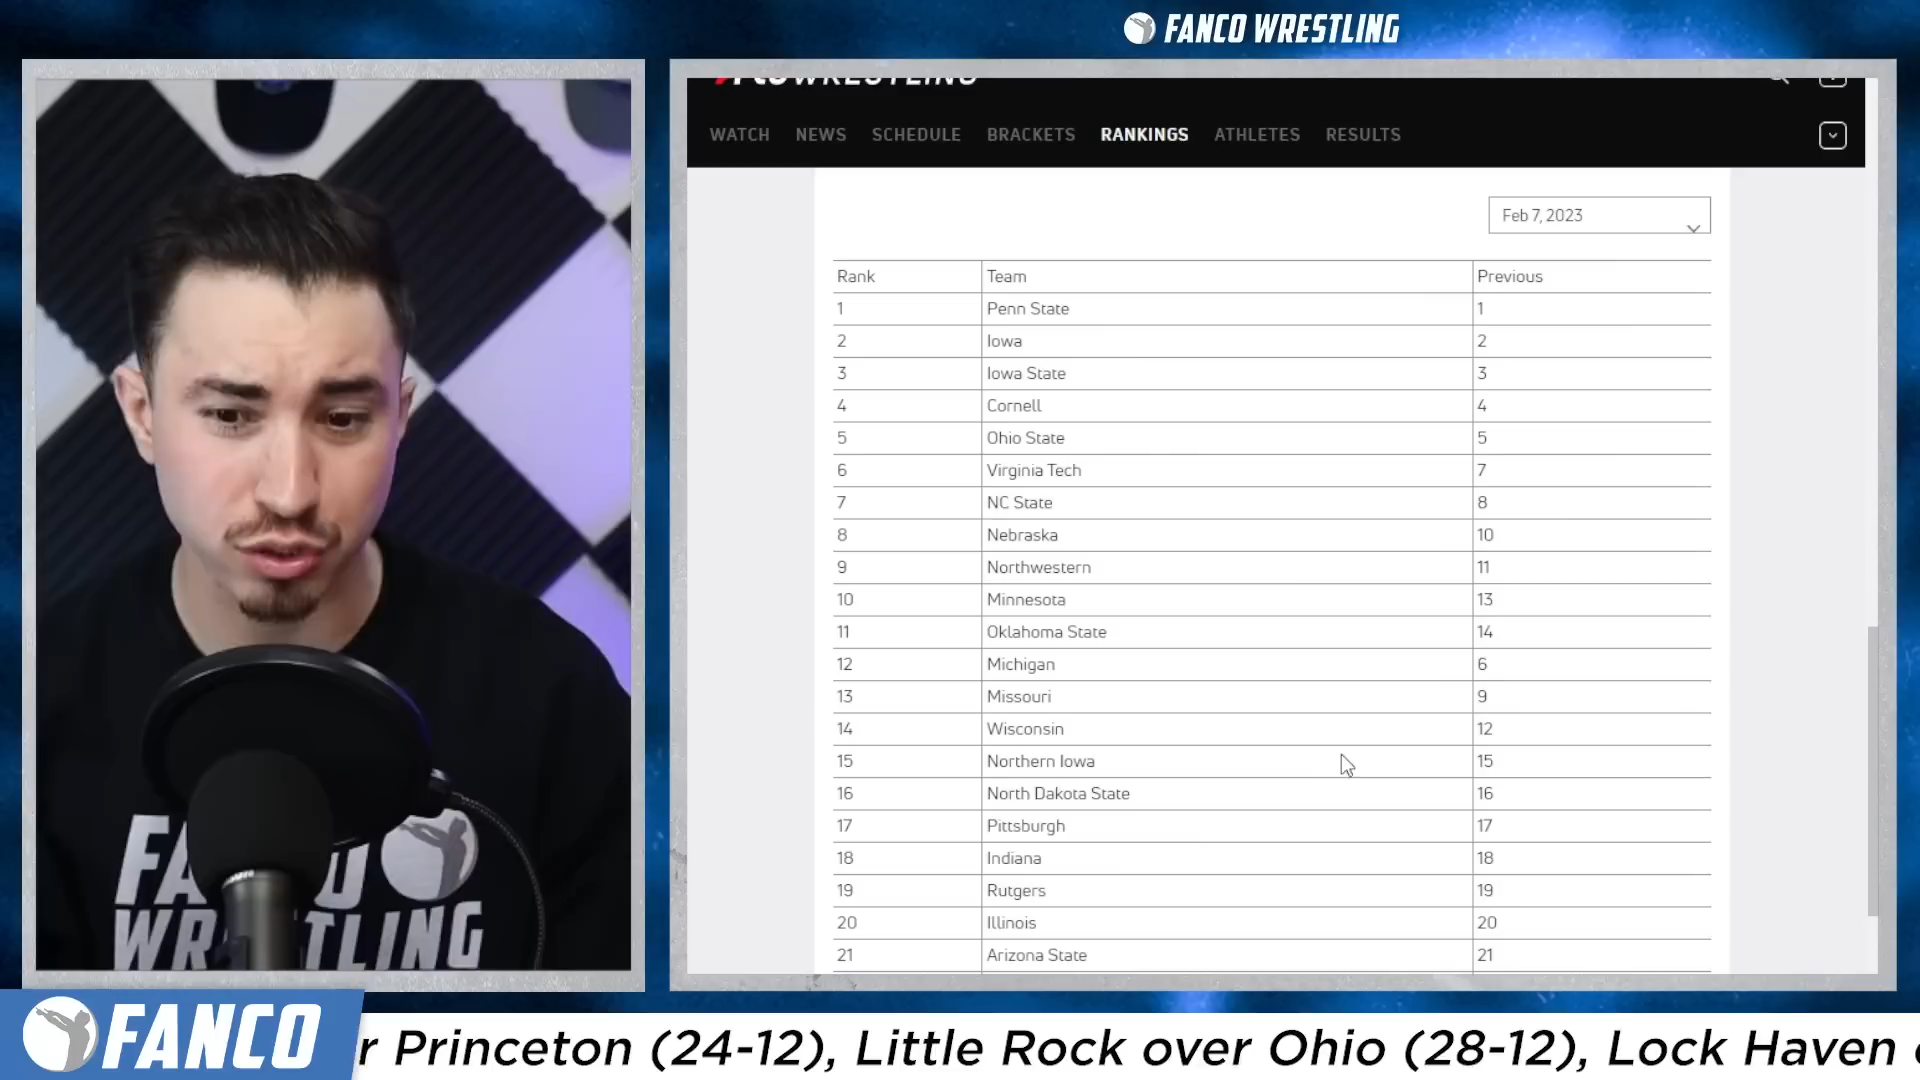 FANCO WRESTLING
FLOWRESTLING
WATCH NEWS SCHEDULE BRACKETS RANKINGS ATHLETES RESULTS
Feb 7, 2023
Rank Team Previous
1 Penn State 1
2 Iowa 2
3 Iowa State 3
4 Cornell 4
5 Ohio State 5
6 Virginia Tech 7
7 NC State 8
8 Nebraska 10
9 Northwestern 11
10 Minnesota 13
11 Oklahoma State 14
12 Michigan 6
13 Missouri 9
14 Wisconsin 12
15 Northern Iowa 15
16 North Dakota State 16
17 Pittsburgh 17
18 Indiana 18
19 Rutgers 19
20 Illinois 20
21 Arizona State 21
FANCO
WRESTLING
FANCO
r Princeton (24-12), Little Rock over Ohio (28-12), Lock Haven